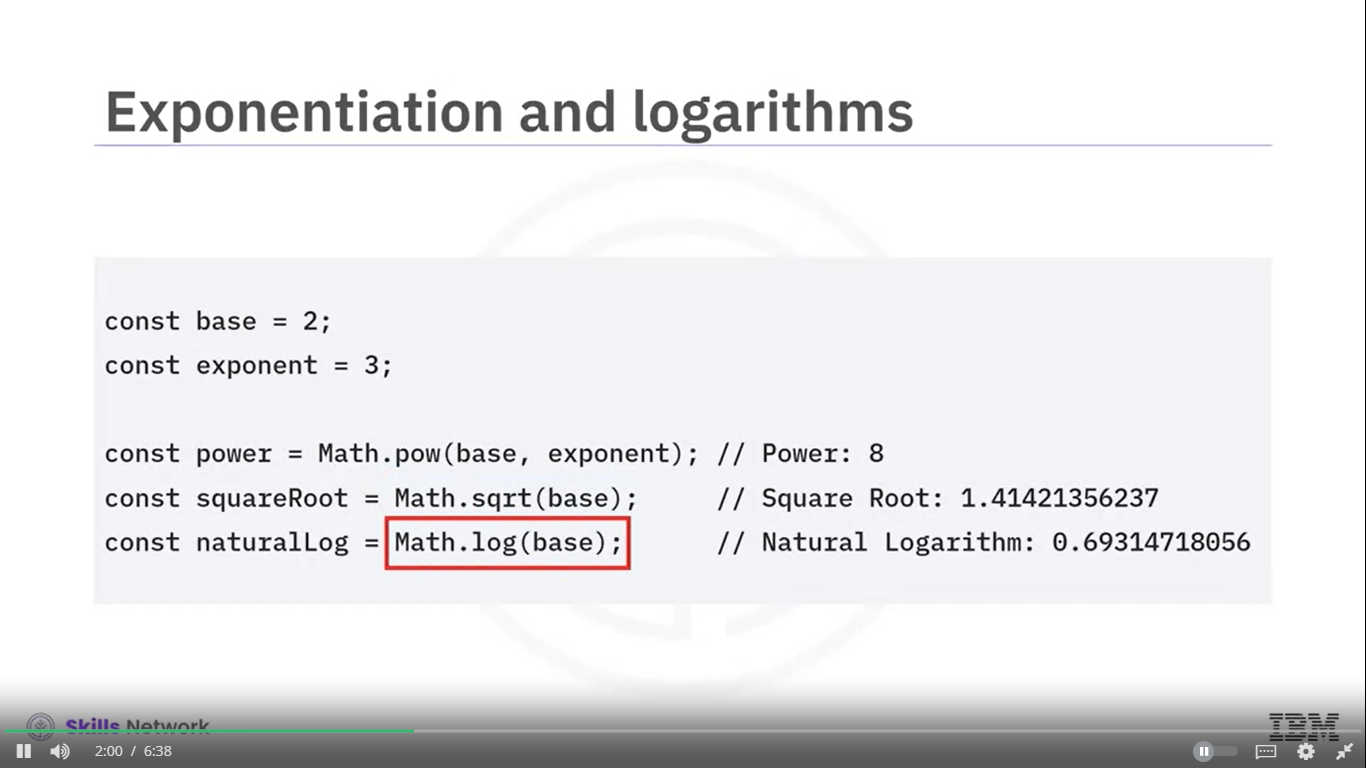 Exponentiation and logarithms
const base = 2;
const exponent = 3;
const power = Math.pow(base, exponent); // Power: 8
const squareRoot = Math.sqrt(base); // Square Root: 1.41421356237
const naturalLog = Math.log(base); // Natural Logarithm: 0.69314718056
Skills Network
IBM
2:00 / 6:38